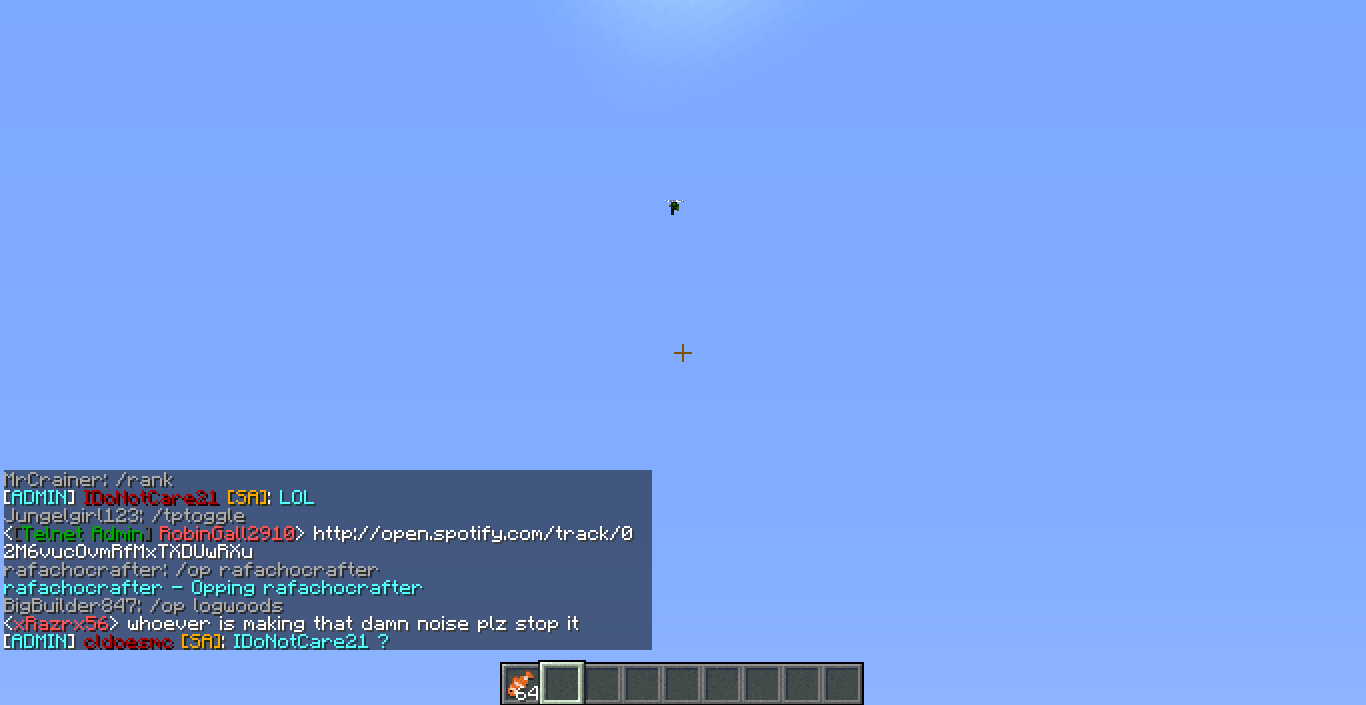 MrCrainer: /rank
[ADMIN] IDoNotCare21 [SA]: LOL
Jungelgirl123: /tptoggle
<[Telnet Admin] RobinGall2910> http://open.spotify.com/track/0
2M6vucOvmRfMxTXDUwRXu
rafachocrafter: /op rafachocrafter
rafachocrafter - Opping rafachocrafter
BigBuilder847: /op logwoods
<xRazrx56> whoever is making that damn noise plz stop it
[ADMIN] cldoesmc [SA]: IDoNotCare21 ?
64